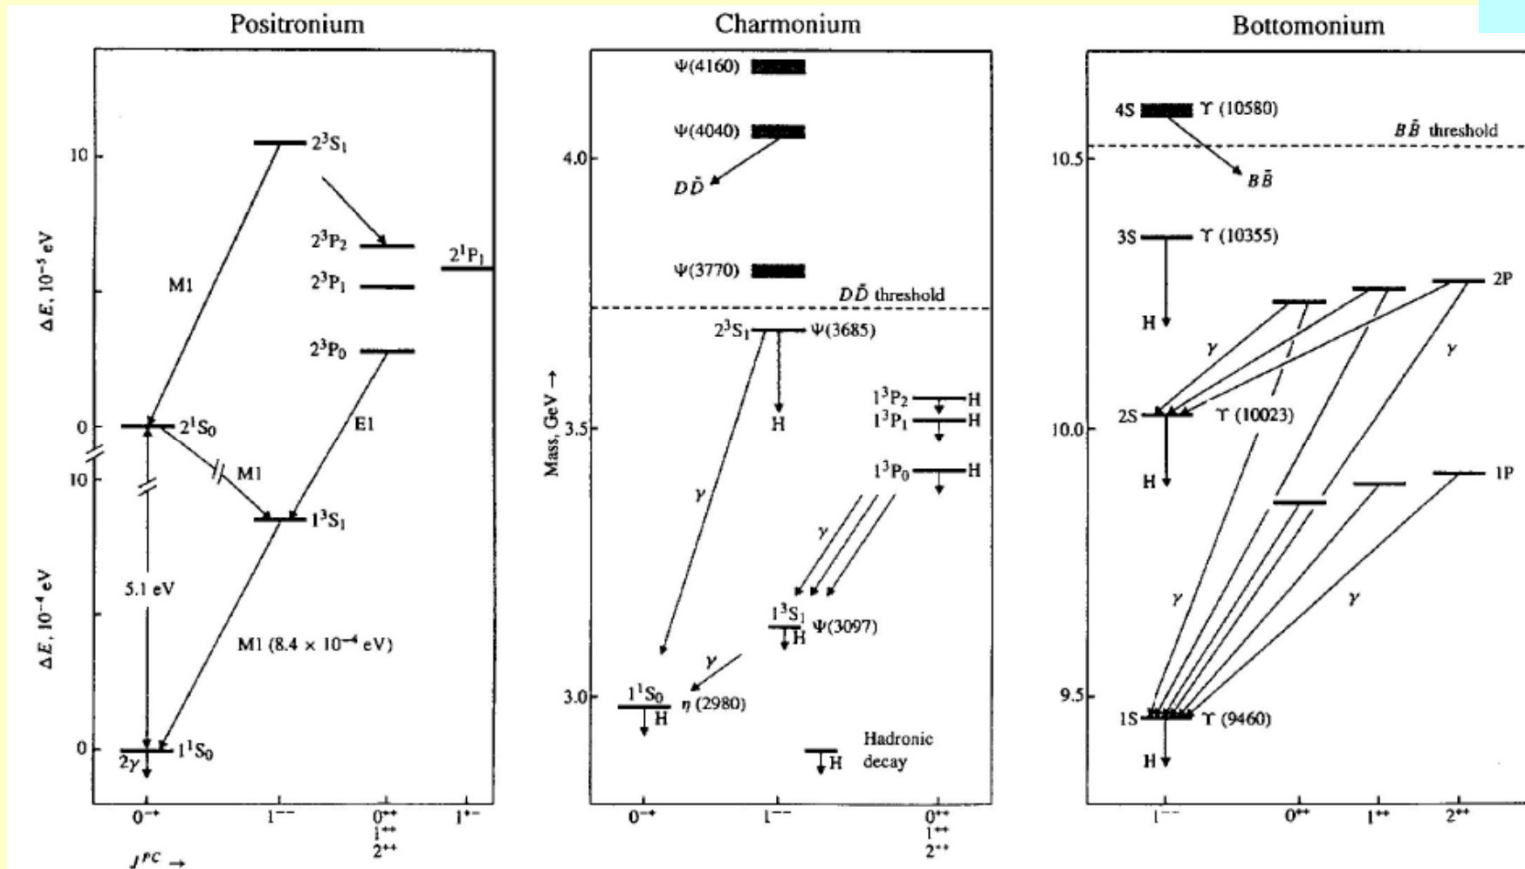 Positronium
10
0
10
0
ΔE, 10⁻⁵ eV
ΔE, 10⁻⁴ eV
2³S₁
2³P₂
2¹P₁
2³P₁
M1
2³P₀
E1
2¹S₀
M1
1³S₁
5.1 eV
M1 (8.4 × 10⁻⁴ eV)
1¹S₀
2γ
0⁻⁺
1⁻⁻
0⁺⁺
1⁺⁺
2⁺⁺
1⁺⁻
J^PC →
Charmonium
4.0
3.5
3.0
Mass, GeV →
Ψ(4160)
Ψ(4040)
DD̄
Ψ(3770)
DD̄ threshold
2³S₁ Ψ(3685)
H
1³P₂ H
1³P₁ H
1³P₀ H
γ
γ
1³S₁
Ψ(3097)
H
γ
1¹S₀
η (2980)
H
Hadronic
H decay
0⁻⁺
1⁻⁻
0⁺⁺
1⁺⁺
2⁺⁺
Bottomonium
10.5
10.0
9.5
4S ϒ (10580)
BB̄ threshold
BB̄
3S ϒ (10355)
2P
H
γ
γ
2S ϒ (10023)
1P
H
γ
γ
1S ϒ (9460)
H
1⁻⁻
0⁺⁺
1⁺⁺
2⁺⁺